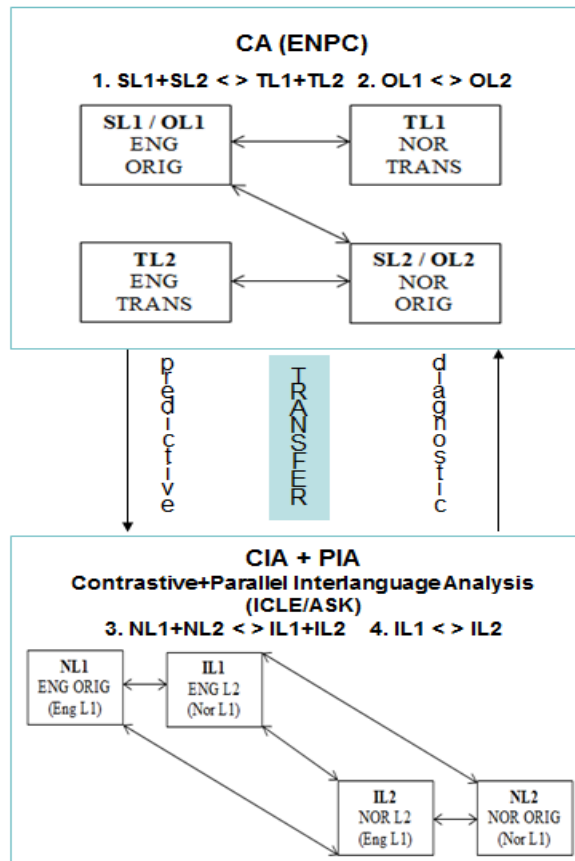 CA (ENPC)
1. SL1+SL2 < > TL1+TL2 2. OL1 < > OL2
SL1 / OL1
ENG
ORIG
TL1
NOR
TRANS
TL2
ENG
TRANS
SL2 / OL2
NOR
ORIG
predictive
TRANSFER
diagnostic
CIA + PIA
Contrastive+Parallel Interlanguage Analysis
(ICLE/ASK)
3. NL1+NL2 < > IL1+IL2 4. IL1 < > IL2
NL1
ENG ORIG
(Eng L1)
IL1
ENG L2
(Nor L1)
IL2
NOR L2
(Eng L1)
NL2
NOR ORIG
(Nor L1)